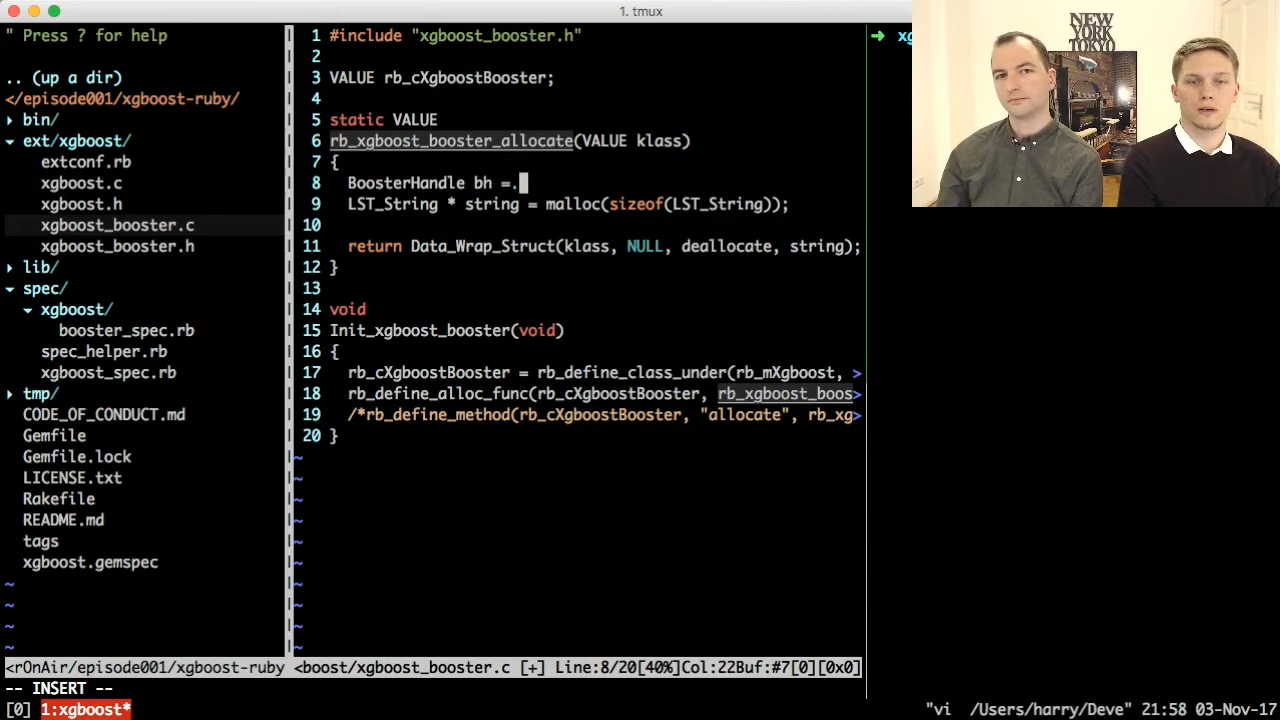 1. tmux
" Press ? for help
.. (up a dir)
</episode001/xgboost-ruby/
▸ bin/
▾ ext/xgboost/
extconf.rb
xgboost.c
xgboost.h
xgboost_booster.c
xgboost_booster.h
▸ lib/
▾ spec/
▾ xgboost/
booster_spec.rb
spec_helper.rb
xgboost_spec.rb
▸ tmp/
CODE_OF_CONDUCT.md
Gemfile
Gemfile.lock
LICENSE.txt
Rakefile
README.md
tags
xgboost.gemspec
~
~
~
~
<rOnAir/episode001/xgboost-ruby
1 #include "xgboost_booster.h"
2
3 VALUE rb_cXgboostBooster;
4
5 static VALUE
6 rb_xgboost_booster_allocate(VALUE klass)
7 {
8 BoosterHandle bh =.
9 LST_String * string = malloc(sizeof(LST_String));
10
11 return Data_Wrap_Struct(klass, NULL, deallocate, string);
12 }
13
14 void
15 Init_xgboost_booster(void)
16 {
17 rb_cXgboostBooster = rb_define_class_under(rb_mXgboost, >
18 rb_define_alloc_func(rb_cXgboostBooster, rb_xgboost_boos>
19 /*rb_define_method(rb_cXgboostBooster, "allocate", rb_xg>
20 }
~
~
~
~
~
~
~
~
~
~
<boost/xgboost_booster.c [+] Line:8/20[40%]Col:22Buf:#7[0][0x0]
-- INSERT --
[0] 1:xgboost*
"vi /Users/harry/Deve" 21:58 03-Nov-17
➜ xg
NEW
YORK
TOKYO